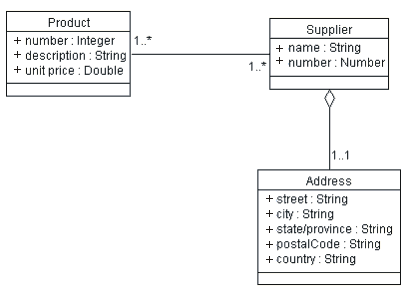 Product
+ number : Integer
+ description : String
+ unit price : Double
1..*
1..*
Supplier
+ name : String
+ number : Number
1..1
Address
+ street : String
+ city : String
+ state/province : String
+ postalCode : String
+ country : String